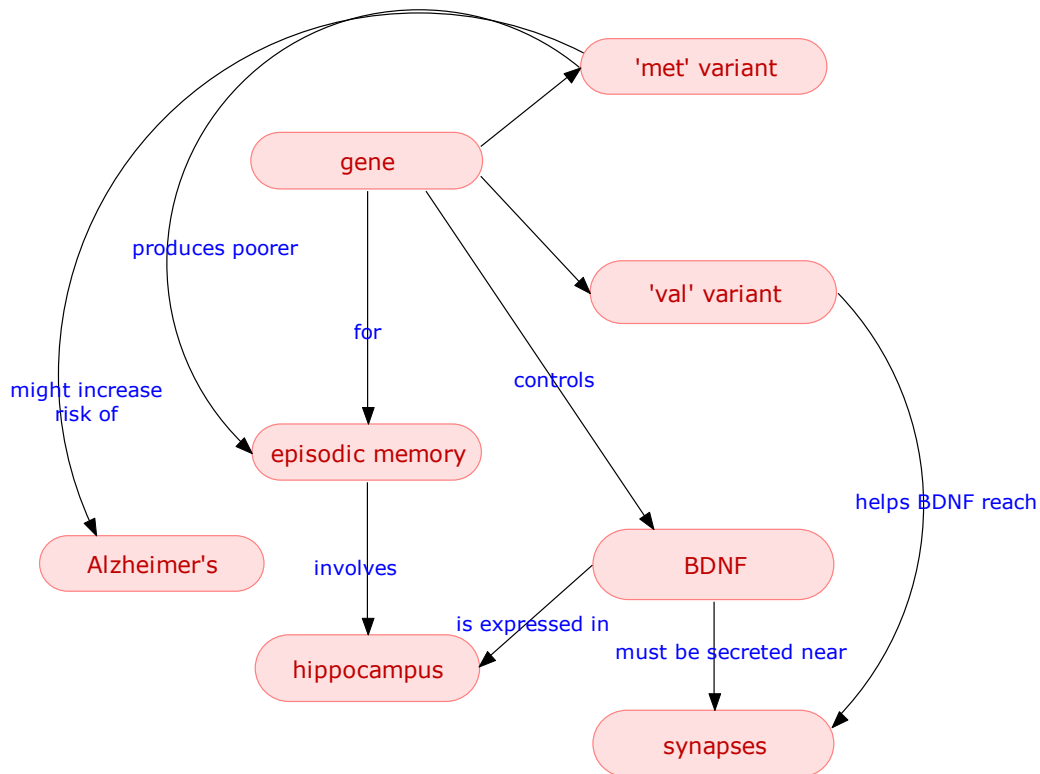 'met' variant
gene
produces poorer
'val' variant
for
controls
might increase
risk of
episodic memory
helps BDNF reach
Alzheimer's
BDNF
involves
is expressed in
must be secreted near
hippocampus
synapses